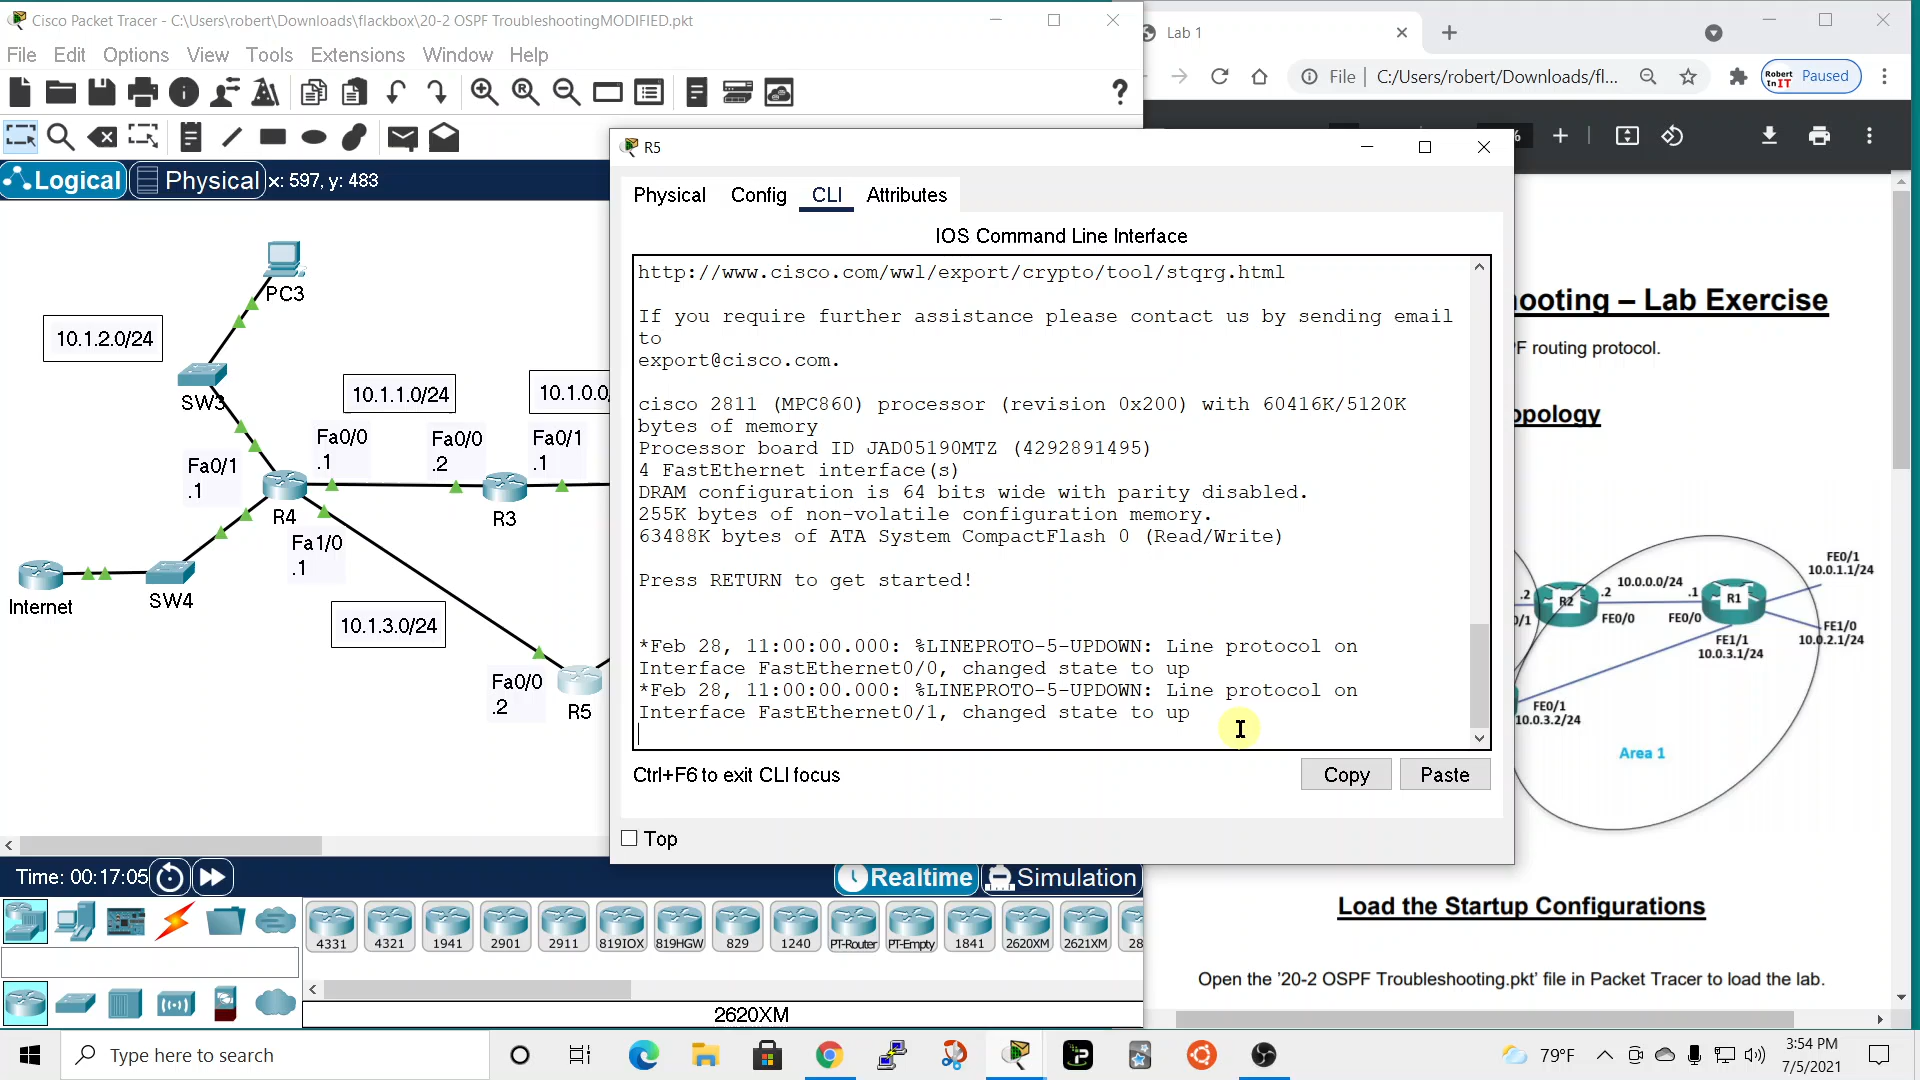 Cisco Packet Tracer - C:\Users\robert\Downloads\flackbox\20-2 OSPF TroubleshootingMODIFIED.pkt
File Edit Options View Tools Extensions Window Help
Logical Physical x: 597, y: 483
PC3
10.1.2.0/24
SW3
10.1.1.0/24
10.1.0.0/
Fa0/0
.1
Fa0/0
.2
Fa0/1
.1
Fa0/1
.1
R4
R3
Fa1/0
.1
Internet
SW4
10.1.3.0/24
Fa0/0
.2
R5
R5
Physical Config CLI Attributes
IOS Command Line Interface
http://www.cisco.com/wwl/export/crypto/tool/stqrg.html
If you require further assistance please contact us by sending email
to
export@cisco.com.
cisco 2811 (MPC860) processor (revision 0x200) with 60416K/5120K
bytes of memory
Processor board ID JAD05190MTZ (4292891495)
4 FastEthernet interface(s)
DRAM configuration is 64 bits wide with parity disabled.
255K bytes of non-volatile configuration memory.
63488K bytes of ATA System CompactFlash 0 (Read/Write)
Press RETURN to get started!
*Feb 28, 11:00:00.000: %LINEPROTO-5-UPDOWN: Line protocol on
Interface FastEthernet0/0, changed state to up
*Feb 28, 11:00:00.000: %LINEPROTO-5-UPDOWN: Line protocol on
Interface FastEthernet0/1, changed state to up
Ctrl+F6 to exit CLI focus
Copy Paste
Top
Time: 00:17:05
Realtime Simulation
4331 4321 1941 2901 2911 819IOX 819HGW 829 1240 PT-Router PT-Empty 1841 2620XM 2621XM 28
2620XM
Lab 1
File C:/Users/robert/Downloads/fl... Robert InIT Paused
%
ooting – Lab Exercise
F routing protocol.
opology
FE0/1
10.0.1.1/24
10.0.0.0/24
.2 R2 .2 .1 R1
0/1 FE0/0 FE0/0
FE1/0
10.0.2.1/24
FE1/1
10.0.3.1/24
FE0/1
10.0.3.2/24
Area 1
Load the Startup Configurations
Open the '20-2 OSPF Troubleshooting.pkt' file in Packet Tracer to load the lab.
Type here to search
79°F
3:54 PM
7/5/2021